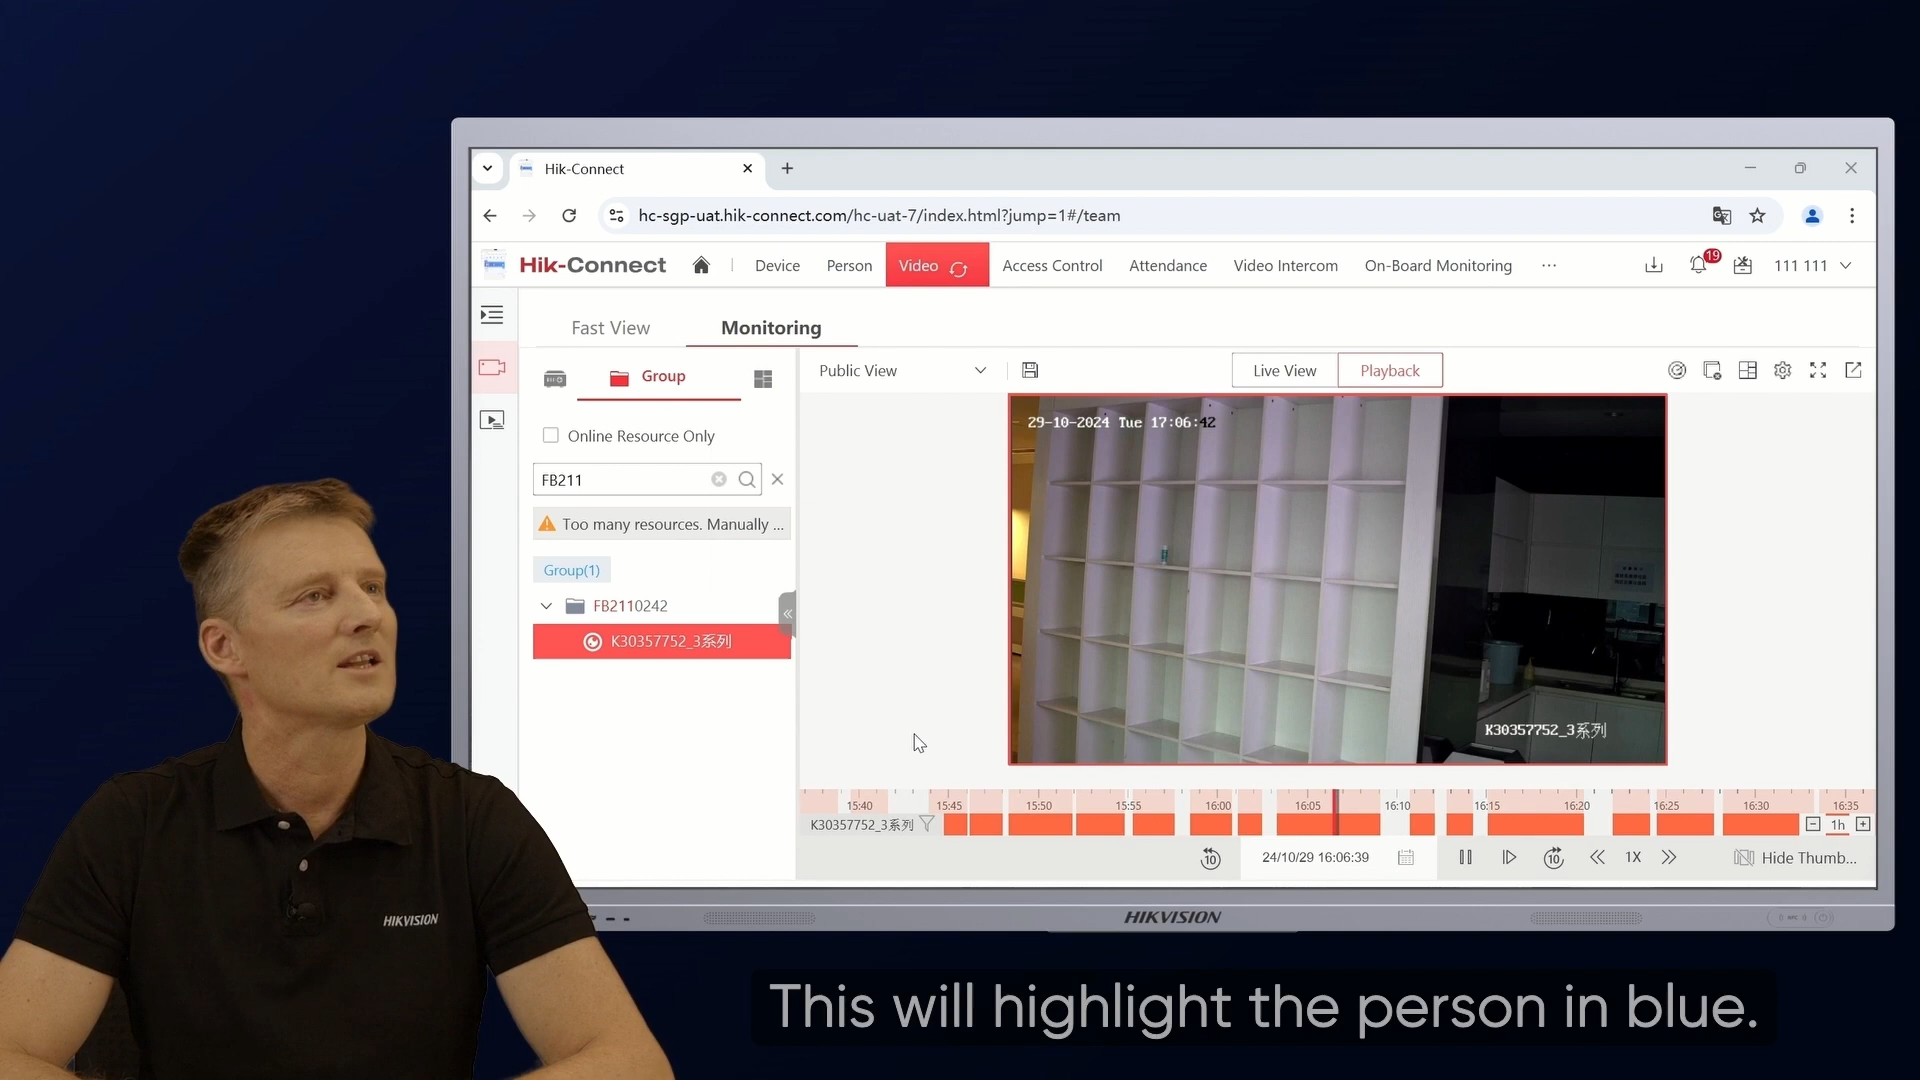 Hik-Connect
hc-sgp-uat.hik-connect.com/hc-uat-7/index.html?jump=1#/team
Hik-Connect
Device
Person
Video
Access Control
Attendance
Video Intercom
On-Board Monitoring
...
19
111 111
Fast View
Monitoring
Group
Public View
Live View
Playback
Online Resource Only
FB211
Too many resources. Manually ...
Group(1)
FB2110242
K30357752_3系列
29-10-2024 Tue 17:06:42
K30357752_3系列
15:40 15:45 15:50 15:55 16:00 16:05 16:10 16:15 16:20 16:25 16:30 16:35
K30357752_3系列
1h
10
24/10/29 16:06:39
10
1X
Hide Thumb...
HIKVISION
HIKVISION
This will highlight the person in blue.